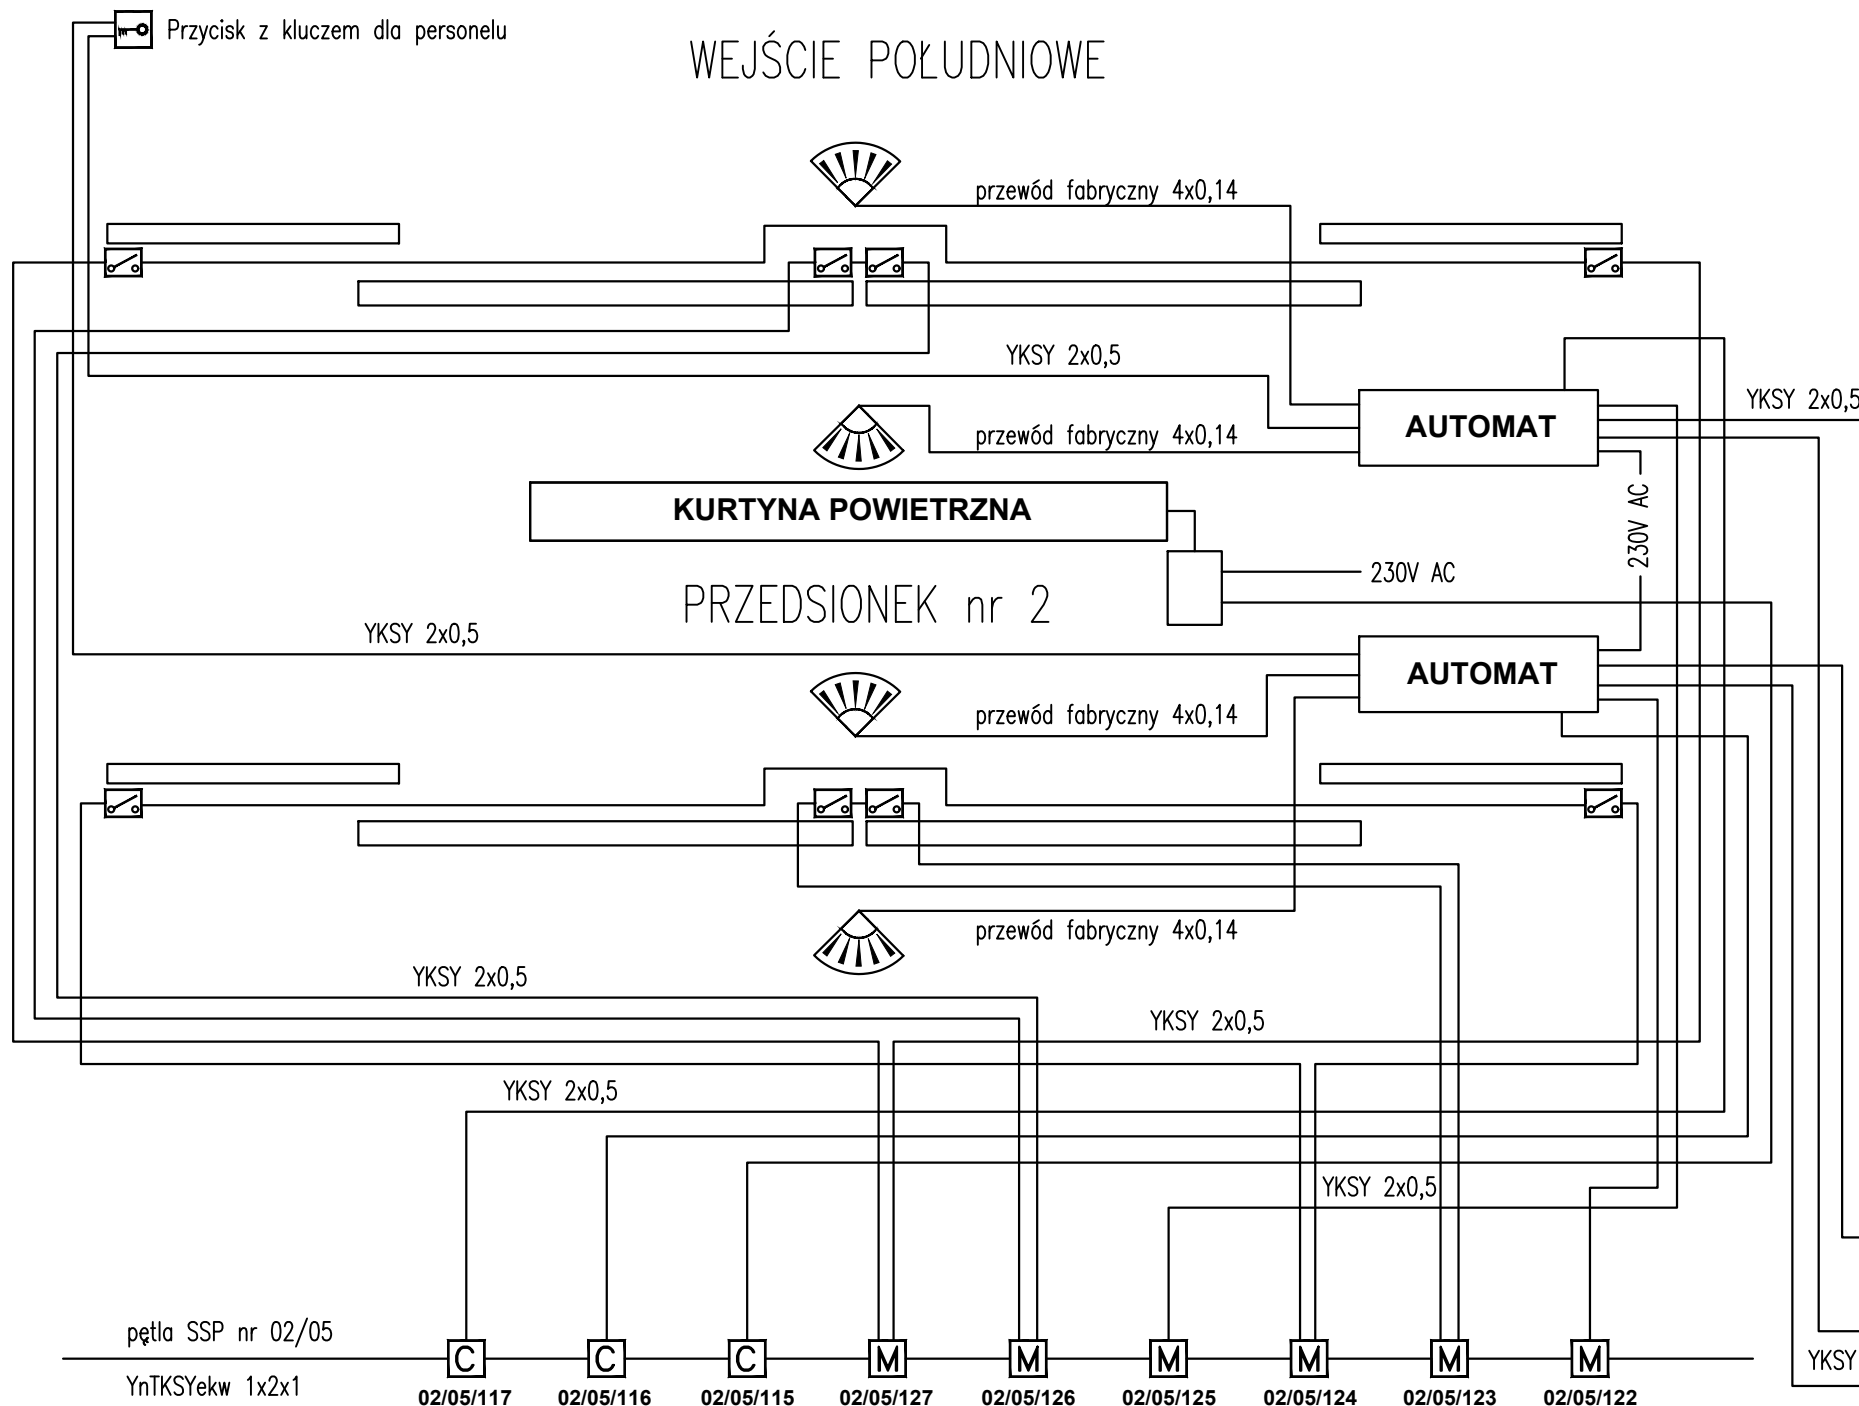 Przycisk z kluczem dla personelu
WEJŚCIE POŁUDNIOWE
przewód fabryczny 4x0,14
YKSY 2x0,5
YKSY 2x0,5
AUTOMAT
przewód fabryczny 4x0,14
KURTYNA POWIETRZNA
230V AC
230V AC
PRZEDSIONEK nr 2
YKSY 2x0,5
AUTOMAT
przewód fabryczny 4x0,14
przewód fabryczny 4x0,14
YKSY 2x0,5
YKSY 2x0,5
YKSY 2x0,5
YKSY 2x0,5
pętla SSP nr 02/05
C C C M M M M M M
YKSY
YnTKSYekw 1x2x1
02/05/117 02/05/116 02/05/115 02/05/127 02/05/126 02/05/125 02/05/124 02/05/123 02/05/122